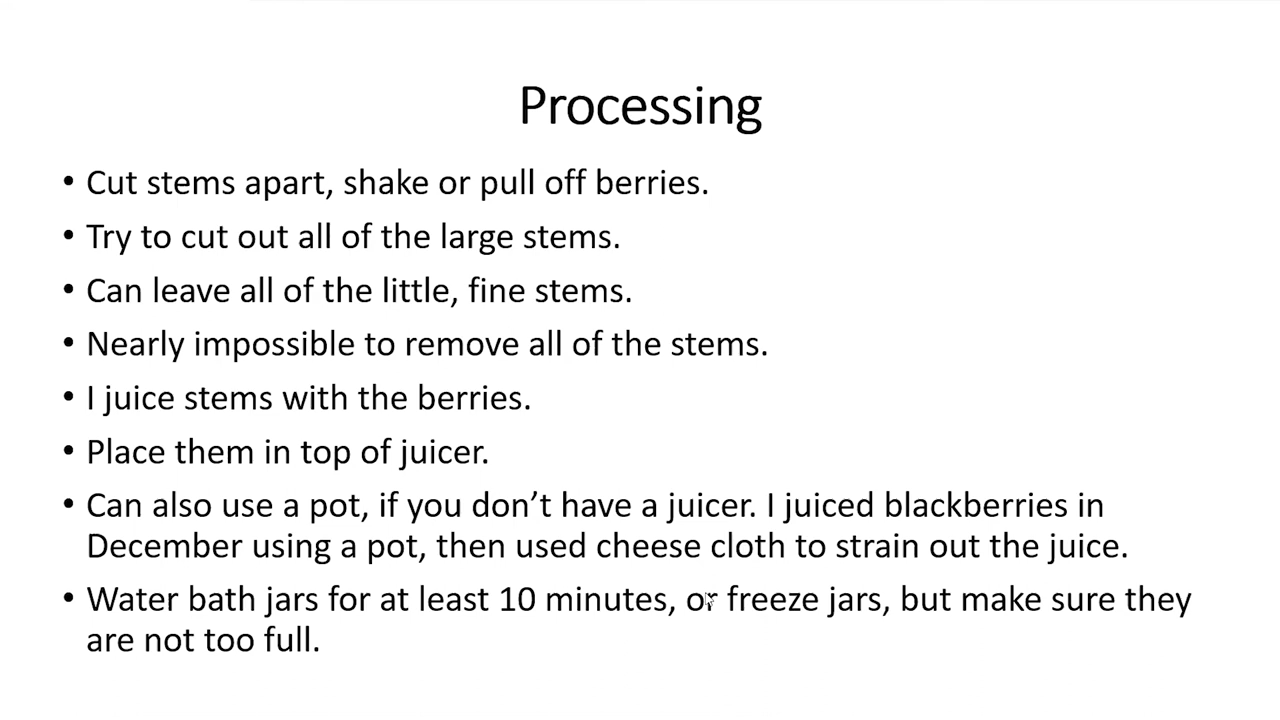 Processing
• Cut stems apart, shake or pull off berries.
• Try to cut out all of the large stems.
• Can leave all of the little, fine stems.
• Nearly impossible to remove all of the stems.
• I juice stems with the berries.
• Place them in top of juicer.
• Can also use a pot, if you don’t have a juicer. I juiced blackberries in
December using a pot, then used cheese cloth to strain out the juice.
• Water bath jars for at least 10 minutes, or freeze jars, but make sure they
are not too full.